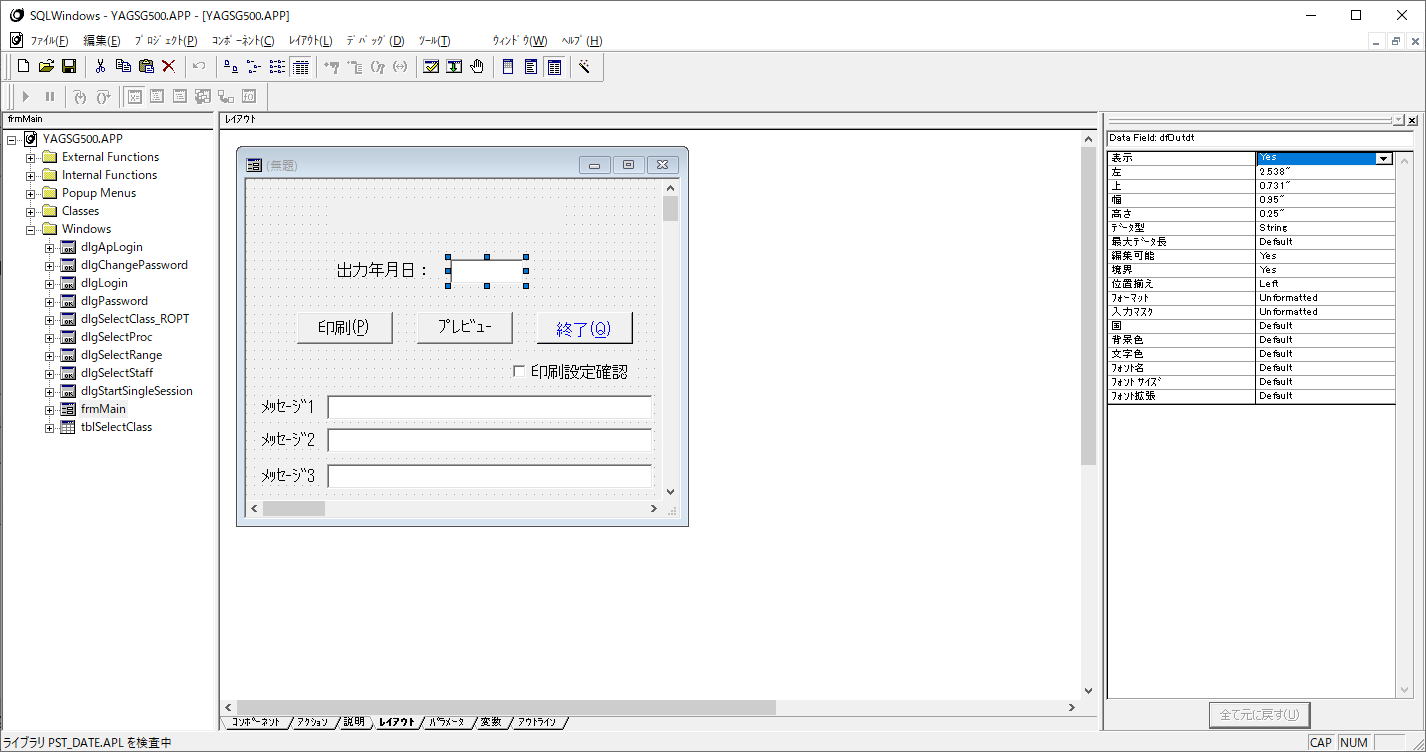 SQLWindows - YAGSG500.APP - [YAGSG500.APP]
ﾌｧｲﾙ(F) 編集(E) ﾌﾟﾛｼﾞｪｸﾄ(P) ｺﾝﾎﾟｰﾈﾝﾄ(C) ﾚｲｱｳﾄ(L) ﾃﾞﾊﾞｯｸﾞ(D) ﾂｰﾙ(T) ｳｨﾝﾄﾞｳ(W) ﾍﾙﾌﾟ(H)
frmMain
YAGSG500.APP
External Functions
Internal Functions
Popup Menus
Classes
Windows
dlgApLogin
dlgChangePassword
dlgLogin
dlgPassword
dlgSelectClass_ROPT
dlgSelectProc
dlgSelectRange
dlgSelectStaff
dlgStartSingleSession
frmMain
tblSelectClass
ﾚｲｱｳﾄ
(無題)
出力年月日：
印刷(P) ﾌﾟﾚﾋﾞｭｰ 終了(Q)
印刷設定確認
ﾒｯｾｰｼﾞ1
ﾒｯｾｰｼﾞ2
ﾒｯｾｰｼﾞ3
ｺﾝﾎﾟｰﾈﾝﾄ ｱｸｼｮﾝ 説明 ﾚｲｱｳﾄ ﾊﾟﾗﾒｰﾀ 変数 ｱｳﾄﾗｲﾝ
Data Field: dfOutdt
表示 Yes
左 2.538"
上 0.731"
幅 0.95"
高さ 0.25"
ﾃﾞｰﾀ型 String
最大ﾃﾞｰﾀ長 Default
編集可能 Yes
境界 Yes
位置揃え Left
ﾌｫｰﾏｯﾄ Unformatted
入力ﾏｽｸ Unformatted
国 Default
背景色 Default
文字色 Default
ﾌｫﾝﾄ名 Default
ﾌｫﾝﾄ ｻｲｽﾞ Default
ﾌｫﾝﾄ拡張 Default
全て元に戻す(U)
ライブラリ PST_DATE.APL を検査中
CAP NUM